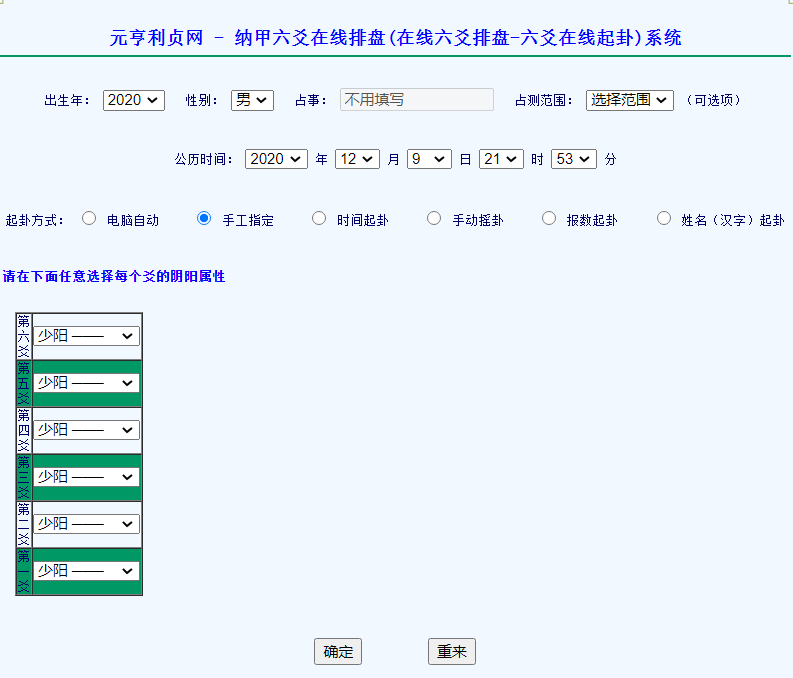 元亨利贞网 - 纳甲六爻在线排盘(在线六爻排盘-六爻在线起卦)系统
出生年： 2020 性别： 男 占事： 不用填写 占测范围： 选择范围 （可选项）
公历时间： 2020 年 12 月 9 日 21 时 53 分
起卦方式： 电脑自动 手工指定 时间起卦 手动摇卦 报数起卦 姓名（汉字）起卦
请在下面任意选择每个爻的阴阳属性
第六爻 少阳 ———
第五爻 少阳 ———
第四爻 少阳 ———
第三爻 少阳 ———
第二爻 少阳 ———
第一爻 少阳 ———
确定 重来